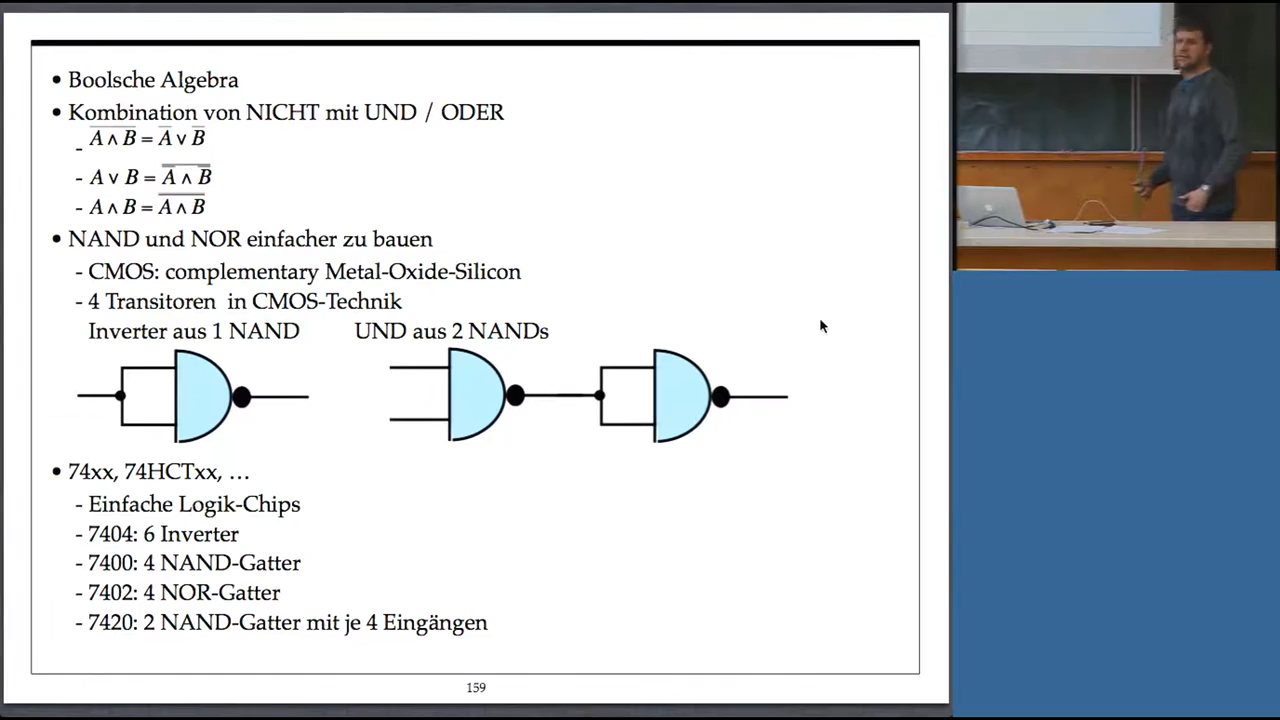 • Boolsche Algebra
• Kombination von NICHT mit UND / ODER
- A̅ ̅∧̅ ̅B̅ = A̅ ∨ B̅
- A ∨ B = A̿ ̅∧̅ ̅B̿
- A ∧ B = A̿ ̿∧̿ ̿B̿
• NAND und NOR einfacher zu bauen
- CMOS: complementary Metal-Oxide-Silicon
- 4 Transitoren in CMOS-Technik
Inverter aus 1 NAND UND aus 2 NANDs
• 74xx, 74HCTxx, …
- Einfache Logik-Chips
- 7404: 6 Inverter
- 7400: 4 NAND-Gatter
- 7402: 4 NOR-Gatter
- 7420: 2 NAND-Gatter mit je 4 Eingängen
159